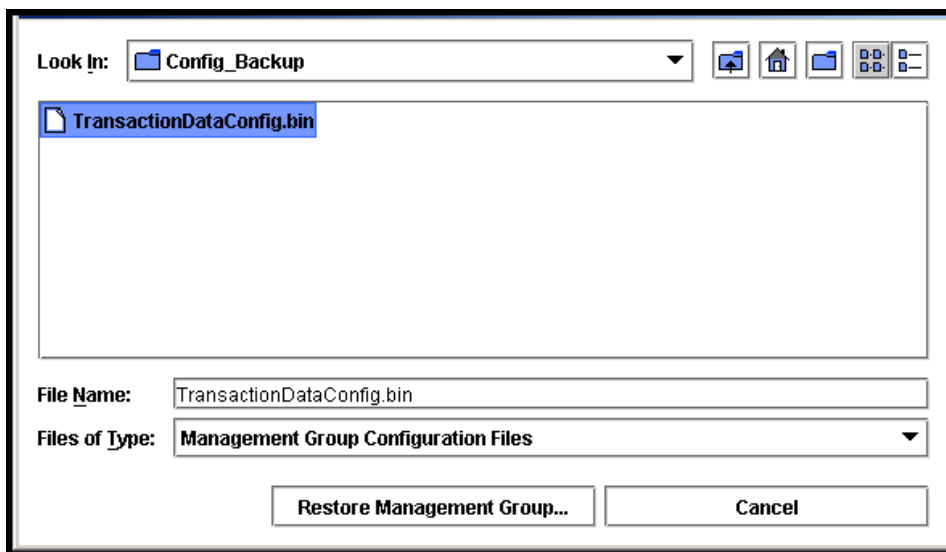 Look In: Config_Backup
TransactionDataConfig.bin
File Name: TransactionDataConfig.bin
Files of Type: Management Group Configuration Files
Restore Management Group... Cancel